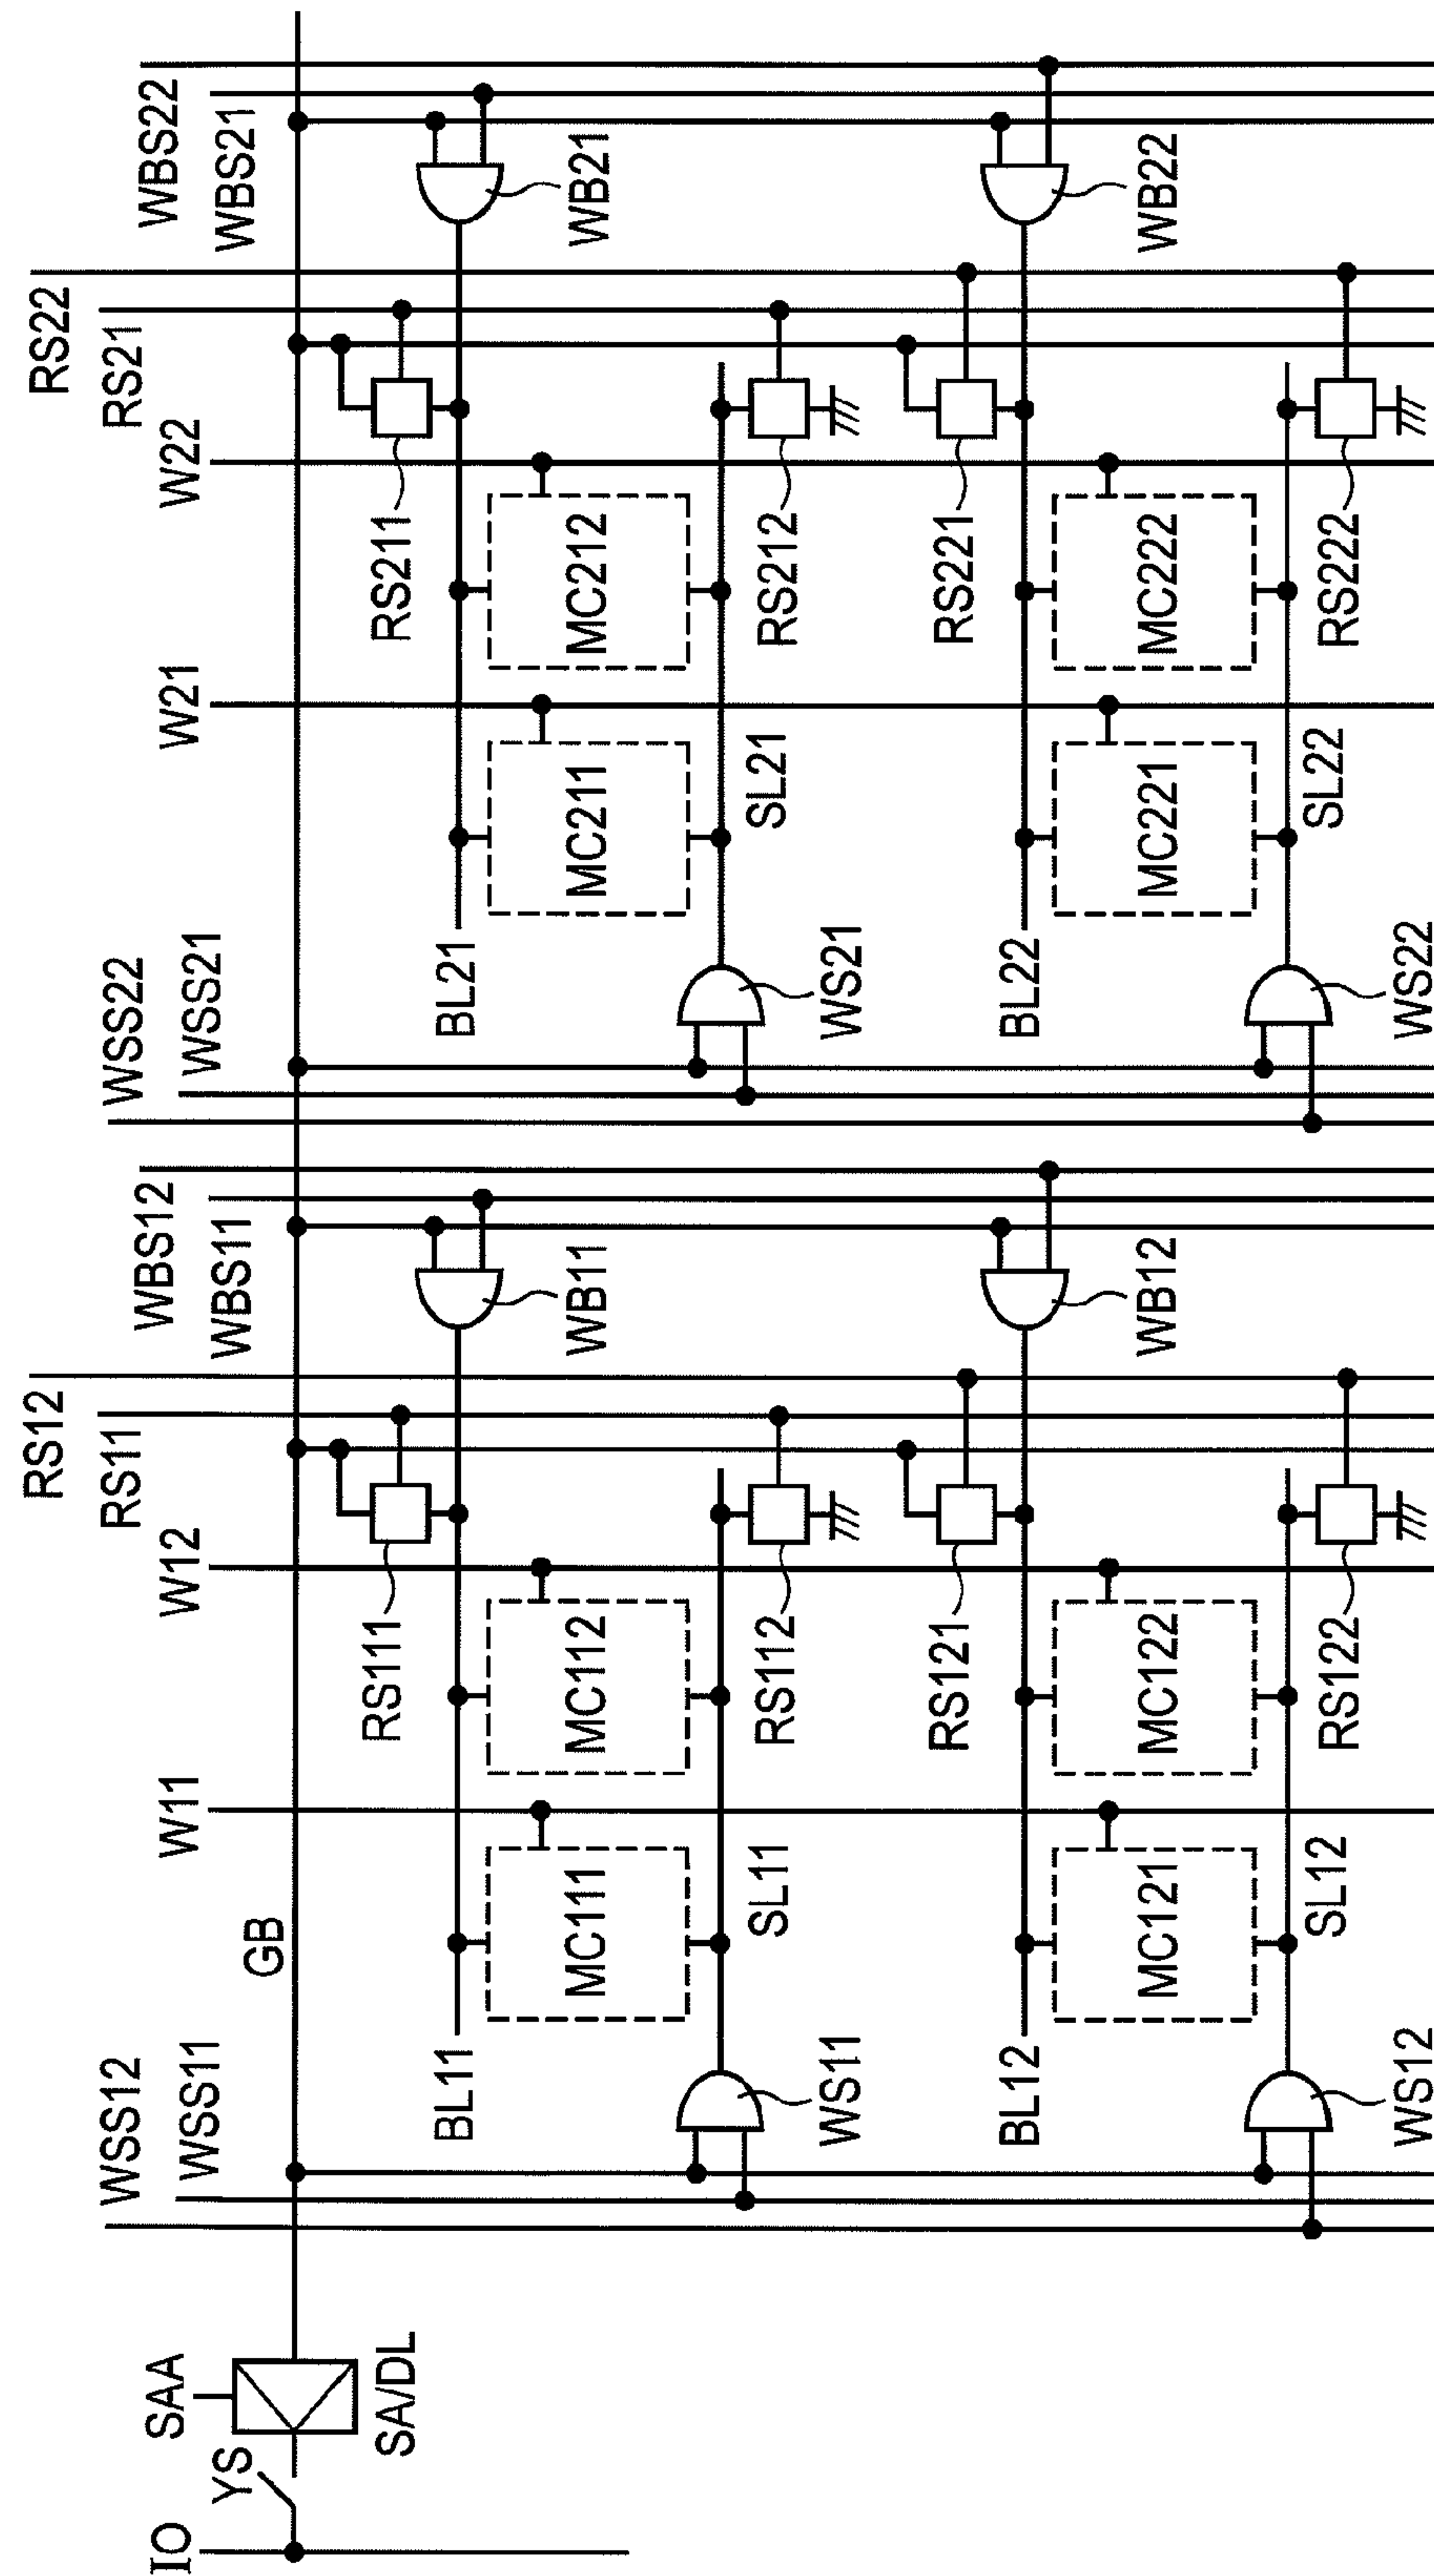 RS12
RS22
WSS12
RS11
WSS22
RS21
WBS12
WBS22
IO
SAA
W11
W12
W21
W22
WSS11
WSS21
YS
WBS11
WBS21
GB
SA/DL
RS111
RS211
BL11
BL21
MC111
MC112
WB11
MC211
MC212
WB21
SL11
RS112
SL21
RS212
WS11
WS21
RS121
RS221
BL12
BL22
MC121
MC122
WB12
MC221
MC222
WB22
SL12
RS122
SL22
RS222
WS12
WS22